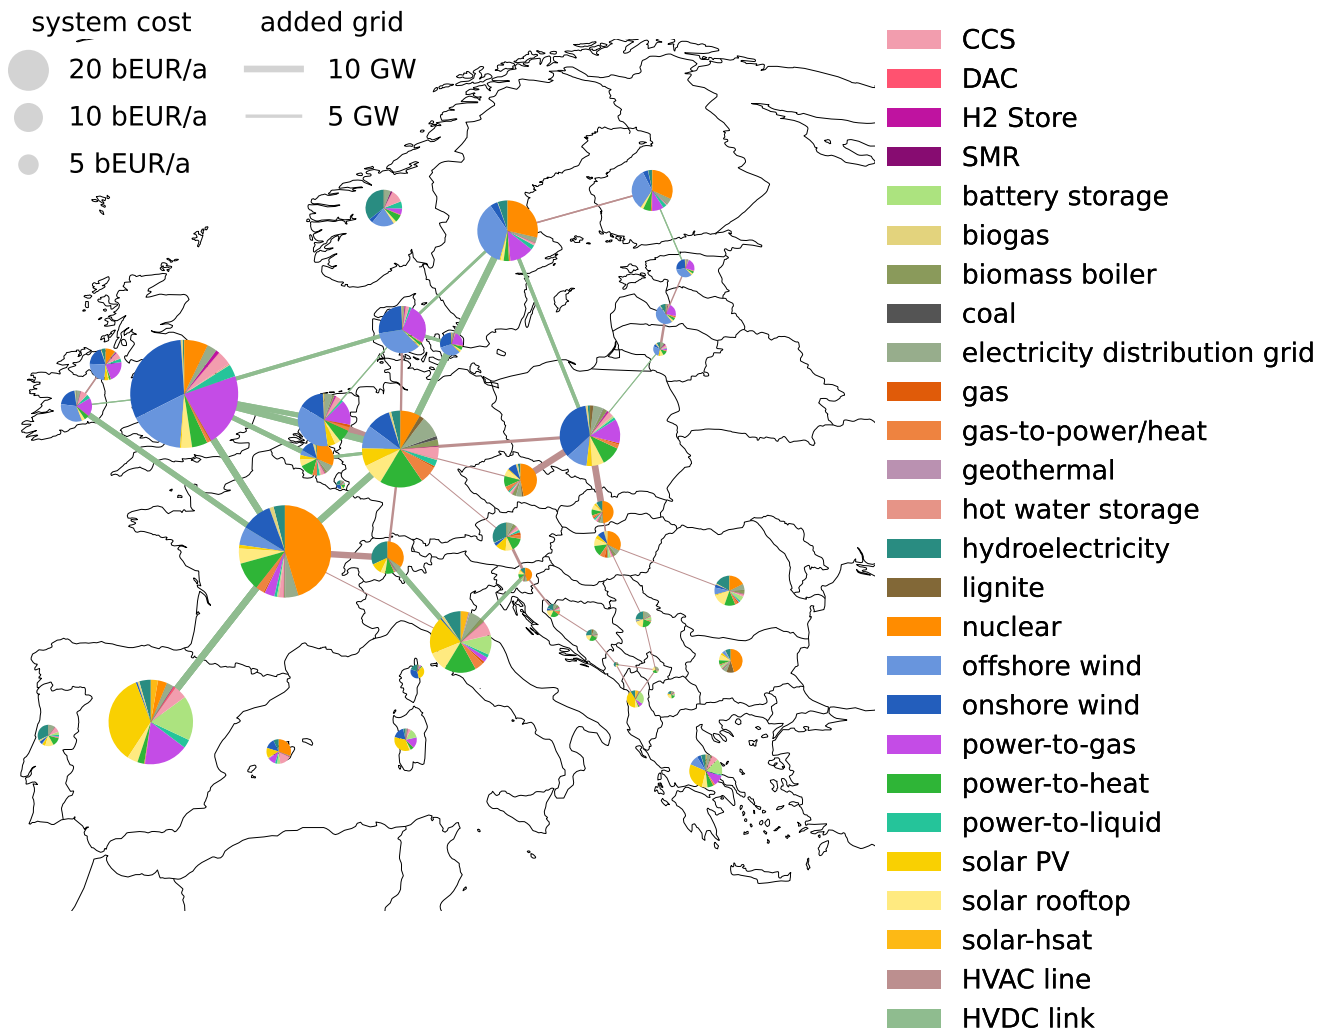 system cost
20 bEUR/a
10 bEUR/a
5 bEUR/a
added grid
10 GW
5 GW
CCS
DAC
H2 Store
SMR
battery storage
biogas
biomass boiler
coal
electricity distribution grid
gas
gas-to-power/heat
geothermal
hot water storage
hydroelectricity
lignite
nuclear
offshore wind
onshore wind
power-to-gas
power-to-heat
power-to-liquid
solar PV
solar rooftop
solar-hsat
HVAC line
HVDC link